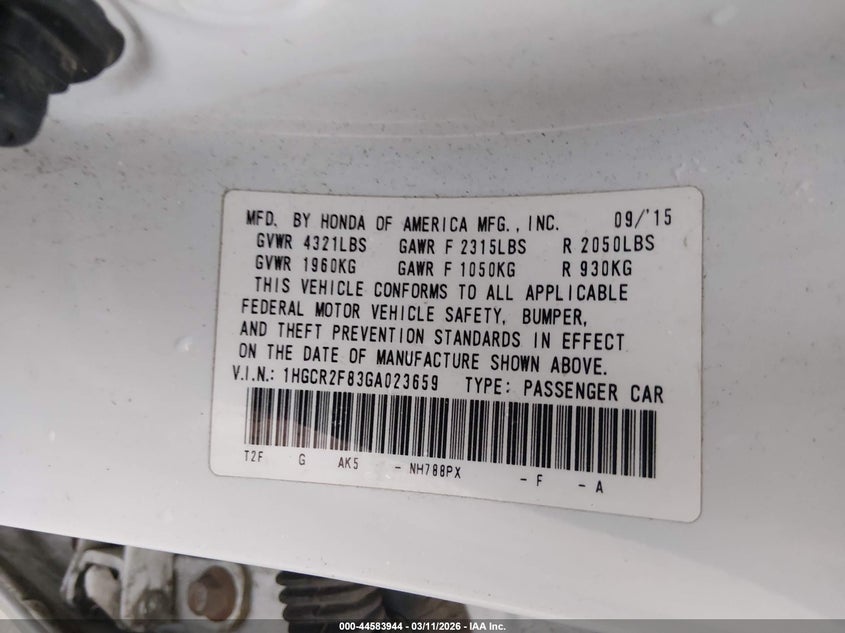 MFD. BY HONDA OF AMERICA MFG., INC. 09/'15
GVWR 4321LBS GAWR F 2315LBS R 2050LBS
GVWR 1960KG GAWR F 1050KG R 930KG
THIS VEHICLE CONFORMS TO ALL APPLICABLE
FEDERAL MOTOR VEHICLE SAFETY, BUMPER,
AND THEFT PREVENTION STANDARDS IN EFFECT
ON THE DATE OF MANUFACTURE SHOWN ABOVE.
V.I.N.: 1HGCR2F83GA023659 TYPE: PASSENGER CAR
T2F G AK5 - NH788PX - F - A
000-44583944 | 03/11/2026 - IAA Inc.